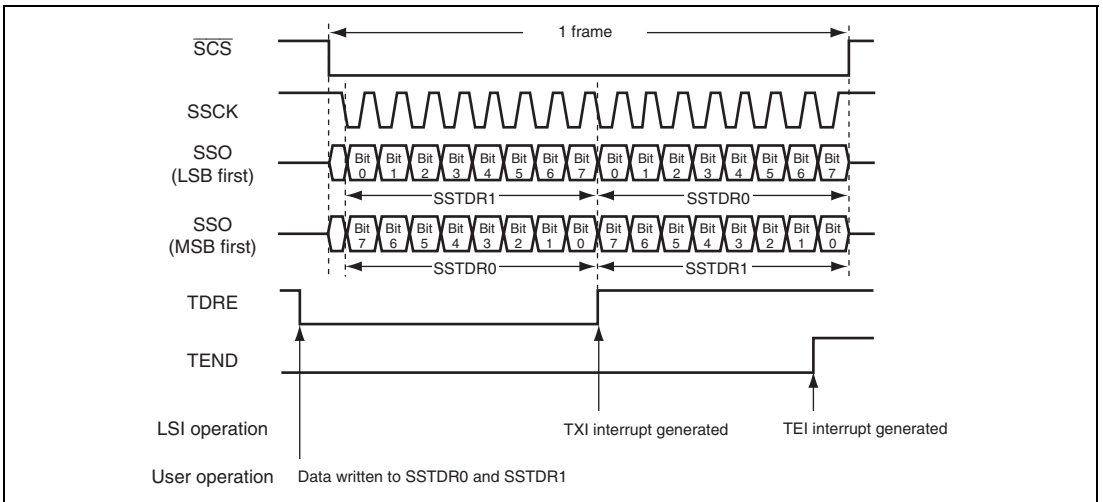 1 frame
SCS
SSCK
SSO
(LSB first)
Bit 0 Bit 1 Bit 2 Bit 3 Bit 4 Bit 5 Bit 6 Bit 7 Bit 0 Bit 1 Bit 2 Bit 3 Bit 4 Bit 5 Bit 6 Bit 7
SSTDR1 SSTDR0
SSO
(MSB first)
Bit 7 Bit 6 Bit 5 Bit 4 Bit 3 Bit 2 Bit 1 Bit 0 Bit 7 Bit 6 Bit 5 Bit 4 Bit 3 Bit 2 Bit 1 Bit 0
SSTDR0 SSTDR1
TDRE
TEND
LSI operation TXI interrupt generated TEI interrupt generated
User operation Data written to SSTDR0 and SSTDR1